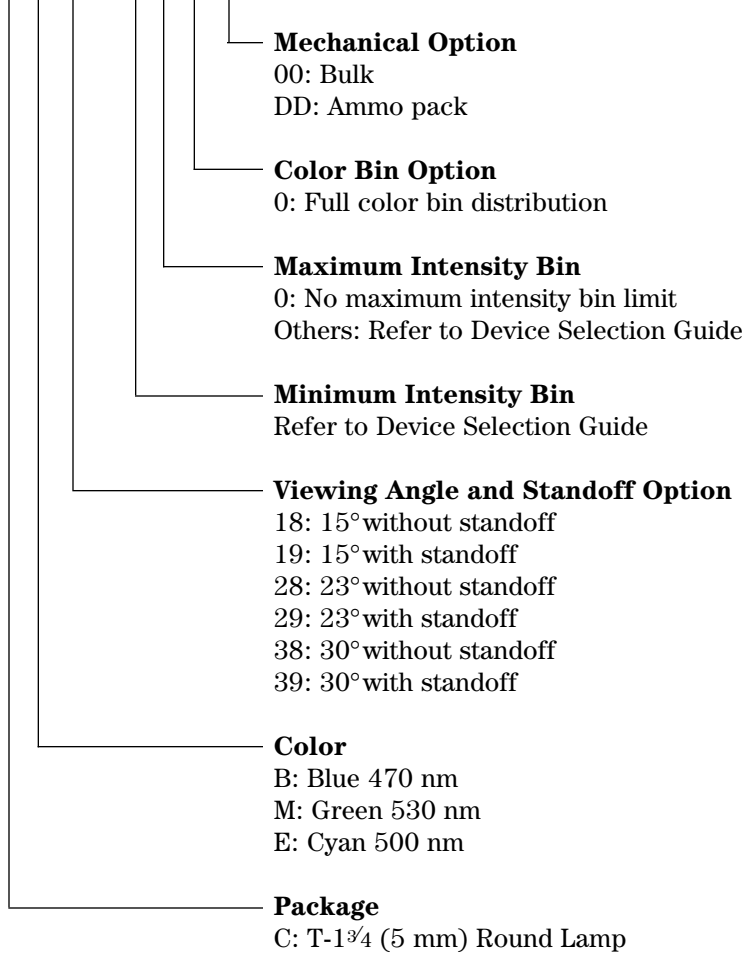 Mechanical Option
00: Bulk
DD: Ammo pack
Color Bin Option
0: Full color bin distribution
Maximum Intensity Bin
0: No maximum intensity bin limit
Others: Refer to Device Selection Guide
Minimum Intensity Bin
Refer to Device Selection Guide
Viewing Angle and Standoff Option
18: 15° without standoff
19: 15° with standoff
28: 23° without standoff
29: 23° with standoff
38: 30° without standoff
39: 30° with standoff
Color
B: Blue 470 nm
M: Green 530 nm
E: Cyan 500 nm
Package
C: T-1¾ (5 mm) Round Lamp